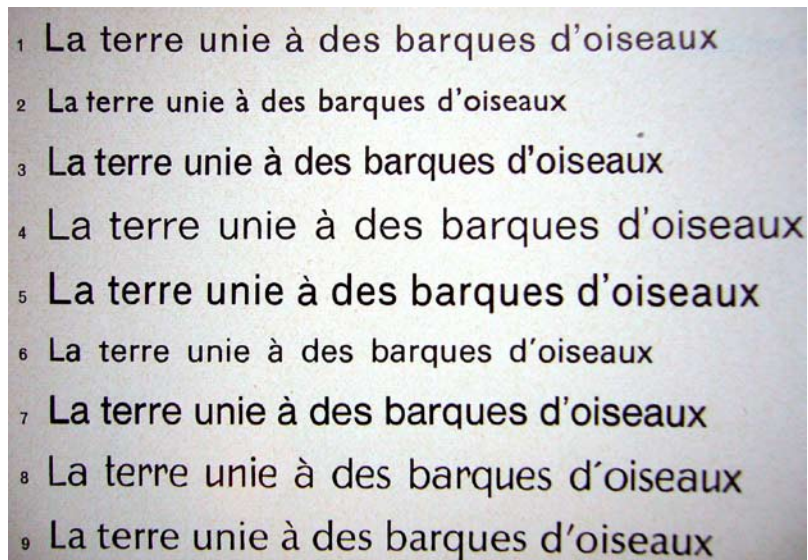 1 La terre unie à des barques d'oiseaux
2 La terre unie à des barques d'oiseaux
3 La terre unie à des barques d'oiseaux
4 La terre unie à des barques d'oiseaux
5 La terre unie à des barques d'oiseaux
6 La terre unie à des barques d'oiseaux
7 La terre unie à des barques d'oiseaux
8 La terre unie à des barques d'oiseaux
9 La terre unie à des barques d'oiseaux